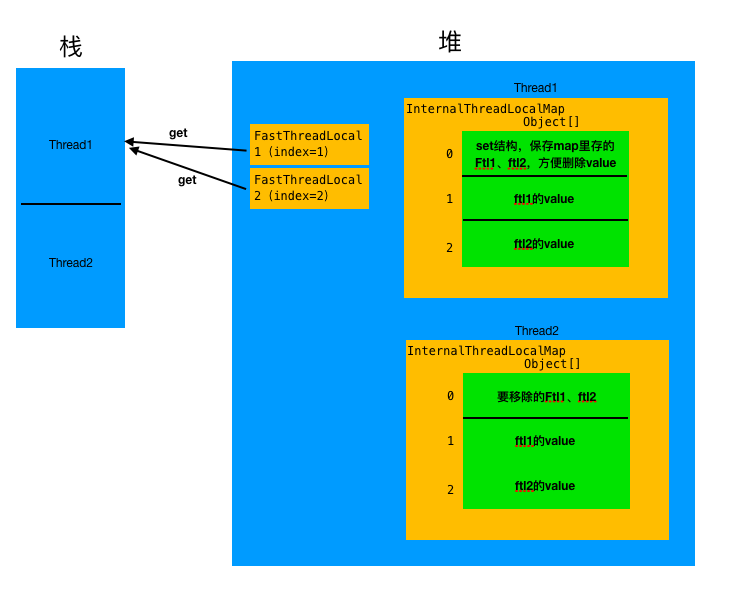 栈
堆
Thread1
Thread2
get
get
FastThreadLocal
1 (index=1)
FastThreadLocal
2 (index=2)
Thread1
InternalThreadLocalMap
Object[]
0
set结构，保存map里存的
Ftl1、ftl2，方便删除value
1
ftl1的value
2
ftl2的value
Thread2
InternalThreadLocalMap
Object[]
0
要移除的Ftl1、ftl2
1
ftl1的value
2
ftl2的value